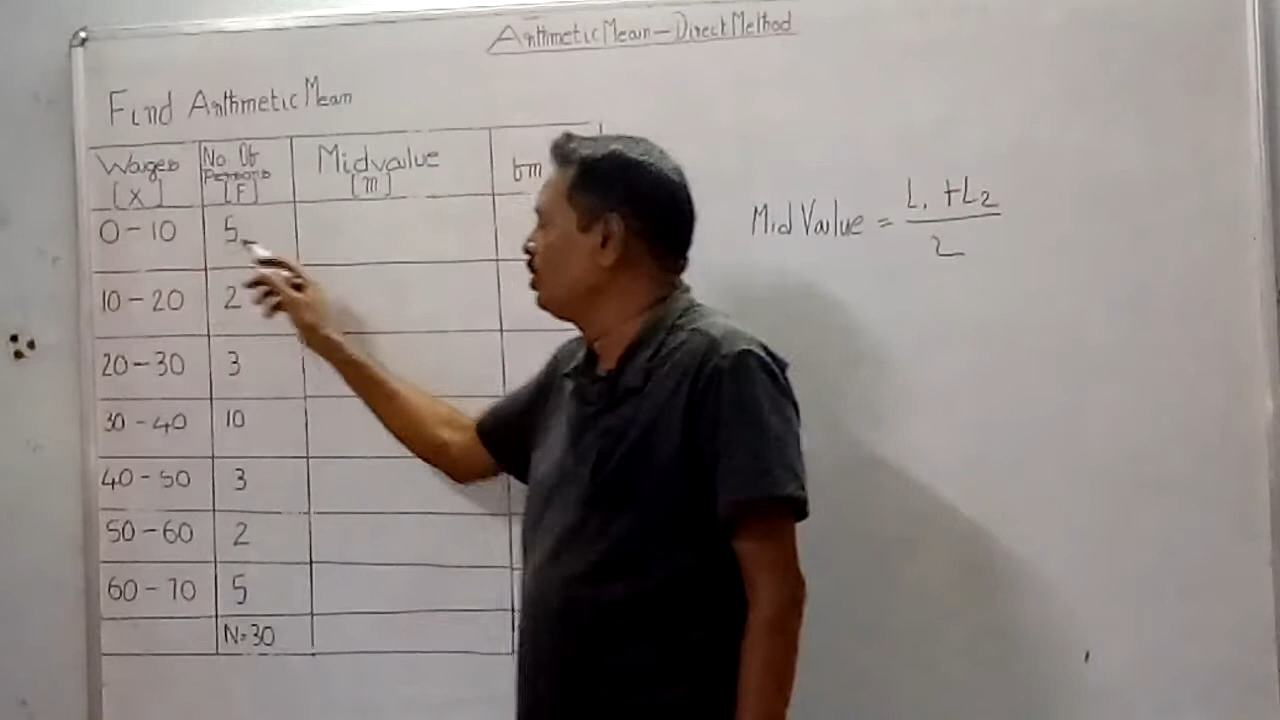 Arithmetic Mean - Direct Method
Find Arithmetic Mean
Wages [X] No Of Persons [F] Midvalue [m] fm
0-10 5
10-20 2
20-30 3
30-40 10
40-50 3
50-60 2
60-70 5
N=30
Mid Value = L1+L2
2